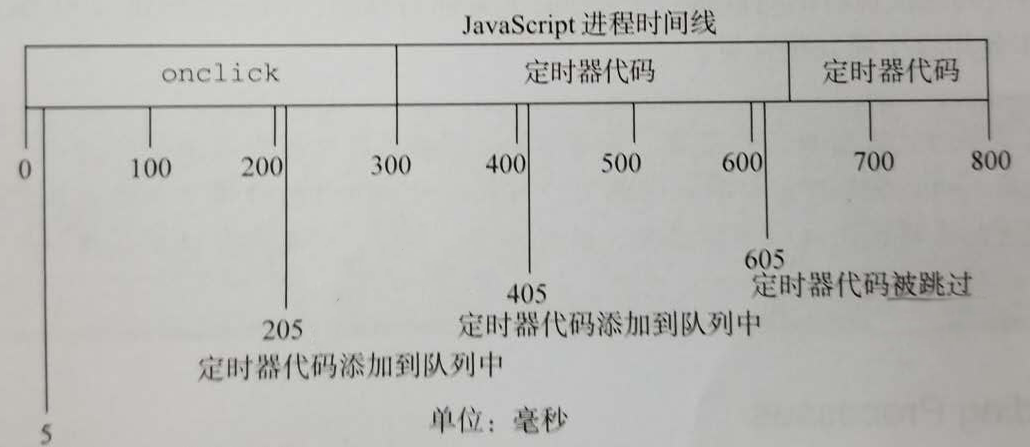 JavaScript 进程时间线
onclick 定时器代码 定时器代码
0 100 200 300 400 500 600 700 800
605
定时器代码被跳过
405
定时器代码添加到队列中
205
定时器代码添加到队列中
5
单位：毫秒